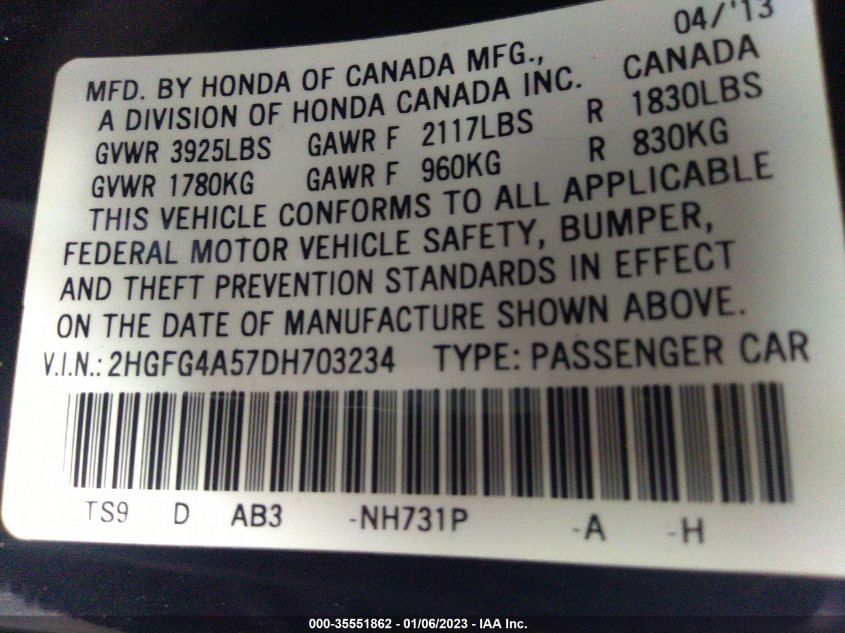 04/'13
MFD. BY HONDA OF CANADA MFG.,
A DIVISION OF HONDA CANADA INC. CANADA
GVWR 3925LBS GAWR F 2117LBS R 1830LBS
GVWR 1780KG GAWR F 960KG R 830KG
THIS VEHICLE CONFORMS TO ALL APPLICABLE
FEDERAL MOTOR VEHICLE SAFETY, BUMPER,
AND THEFT PREVENTION STANDARDS IN EFFECT
ON THE DATE OF MANUFACTURE SHOWN ABOVE.
V.I.N.: 2HGFG4A57DH703234 TYPE: PASSENGER CAR
TS9 D AB3 -NH731P -A -H
000-35551862 - 01/06/2023 - IAA Inc.